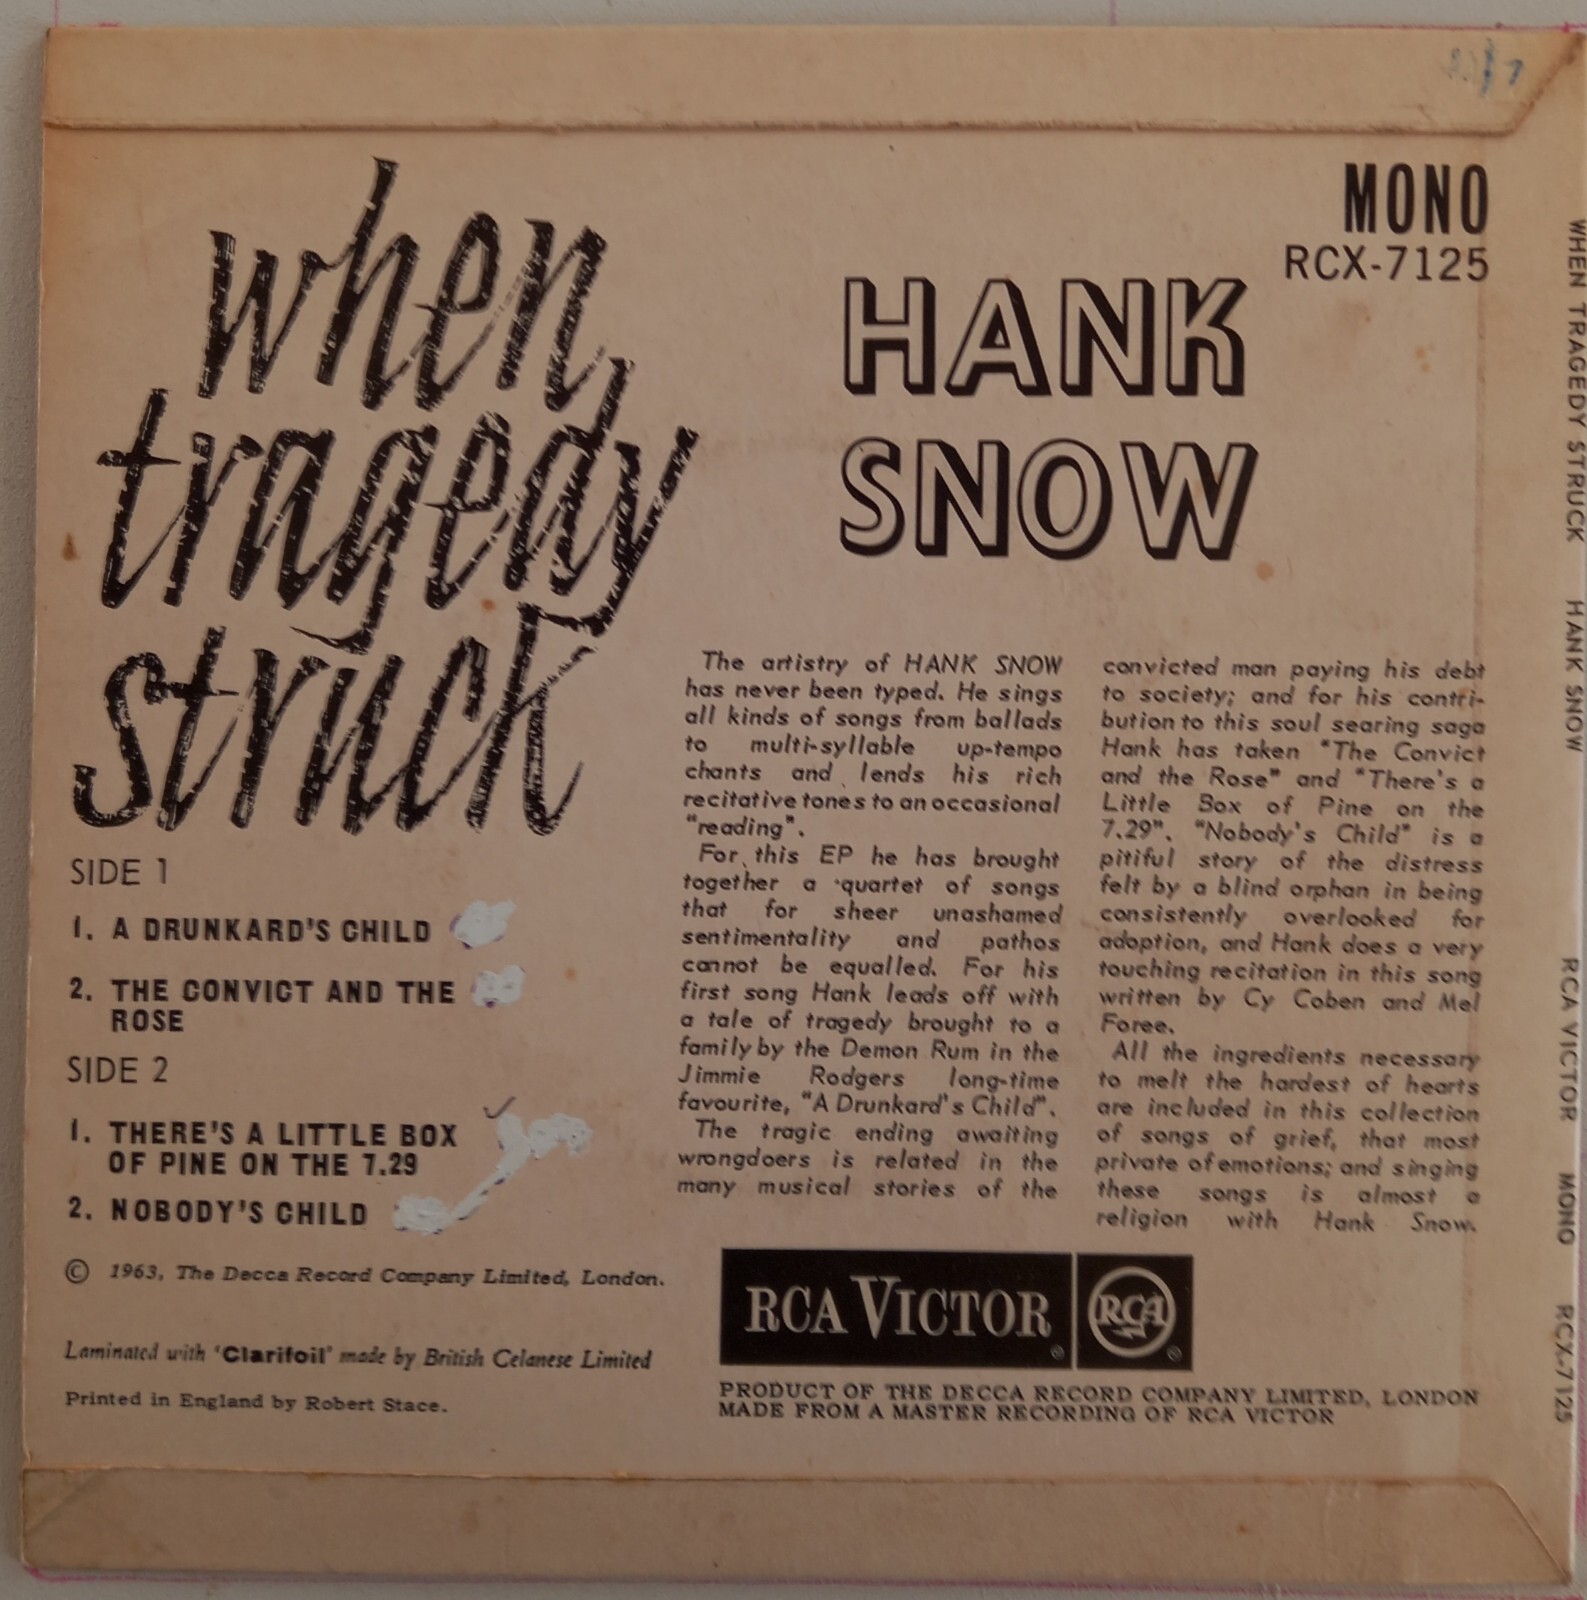 MONO
RCX-7125
when
tragedy
struck
HANK
SNOW
SIDE 1
1. A DRUNKARD'S CHILD
2. THE CONVICT AND THE
ROSE
SIDE 2
1. THERE'S A LITTLE BOX
OF PINE ON THE 7.29
2. NOBODY'S CHILD
© 1963, The Decca Record Company Limited, London.
Laminated with 'Clarifoil' made by British Celanese Limited
Printed in England by Robert Stace.
The artistry of HANK SNOW
has never been typed. He sings
all kinds of songs from ballads
to multi-syllable up-tempo
chants and lends his rich
recitative tones to an occasional
"reading".
For this EP he has brought
together a quartet of songs
that for sheer unashamed
sentimentality and pathos
cannot be equalled. For his
first song Hank leads off with
a tale of tragedy brought to a
family by the Demon Rum in the
Jimmie Rodgers long-time
favourite, "A Drunkard's Child".
The tragic ending awaiting
wrongdoers is related in the
many musical stories of the
convicted man paying his debt
to society; and for his contri-
bution to this soul searing saga
Hank has taken "The Convict
and the Rose" and "There's a
Little Box of Pine on the
7.29". "Nobody's Child" is a
pitiful story of the distress
felt by a blind orphan in being
consistently overlooked for
adoption, and Hank does a very
touching recitation in this song
written by Cy Coben and Mel
Foree.
All the ingredients necessary
to melt the hardest of hearts
are included in this collection
of songs of grief, that most
private of emotions; and singing
these songs is almost a
religion with Hank Snow.
RCA VICTOR RCA
PRODUCT OF THE DECCA RECORD COMPANY LIMITED, LONDON
MADE FROM A MASTER RECORDING OF RCA VICTOR
WHEN TRAGEDY STRUCK HANK SNOW RCA VICTOR MONO RCX-7125